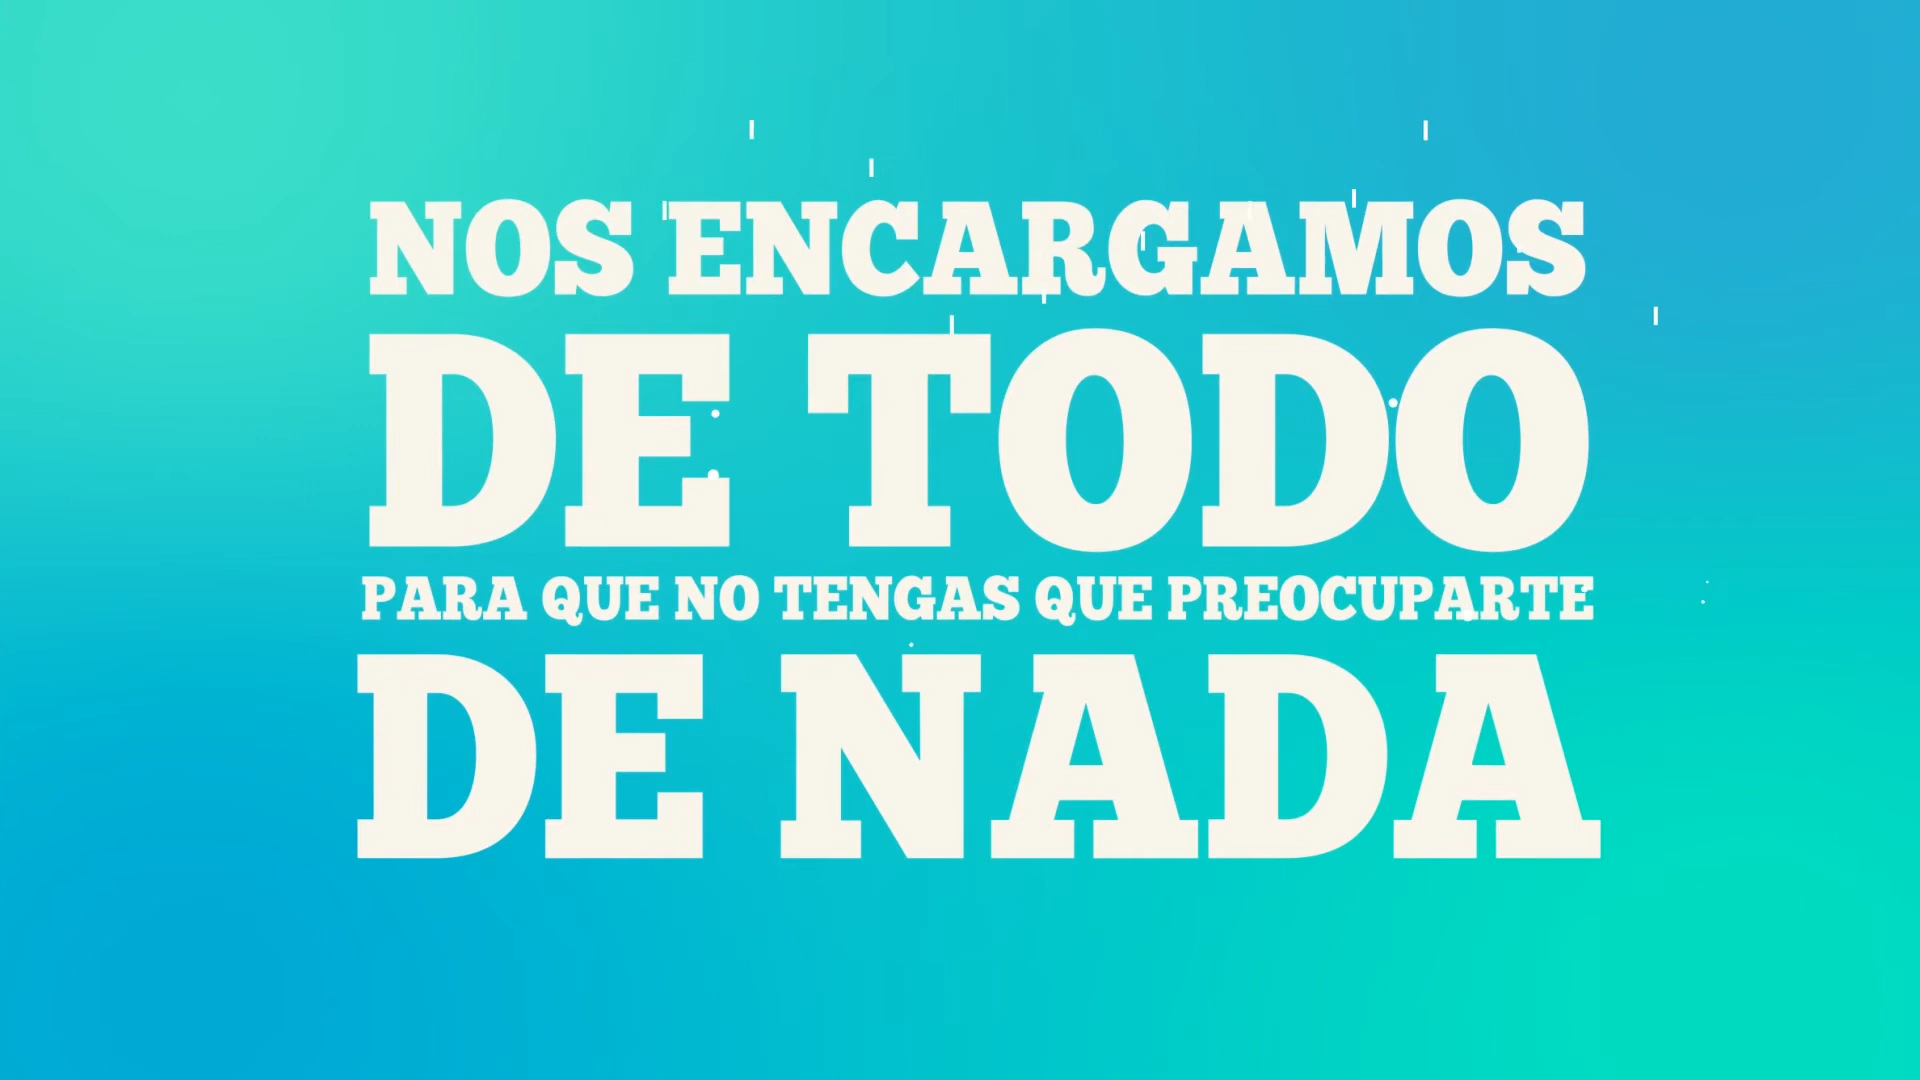 NOS ENCARGAMOS
DE TODO
PARA QUE NO TENGAS QUE PREOCUPARTE
DE NADA